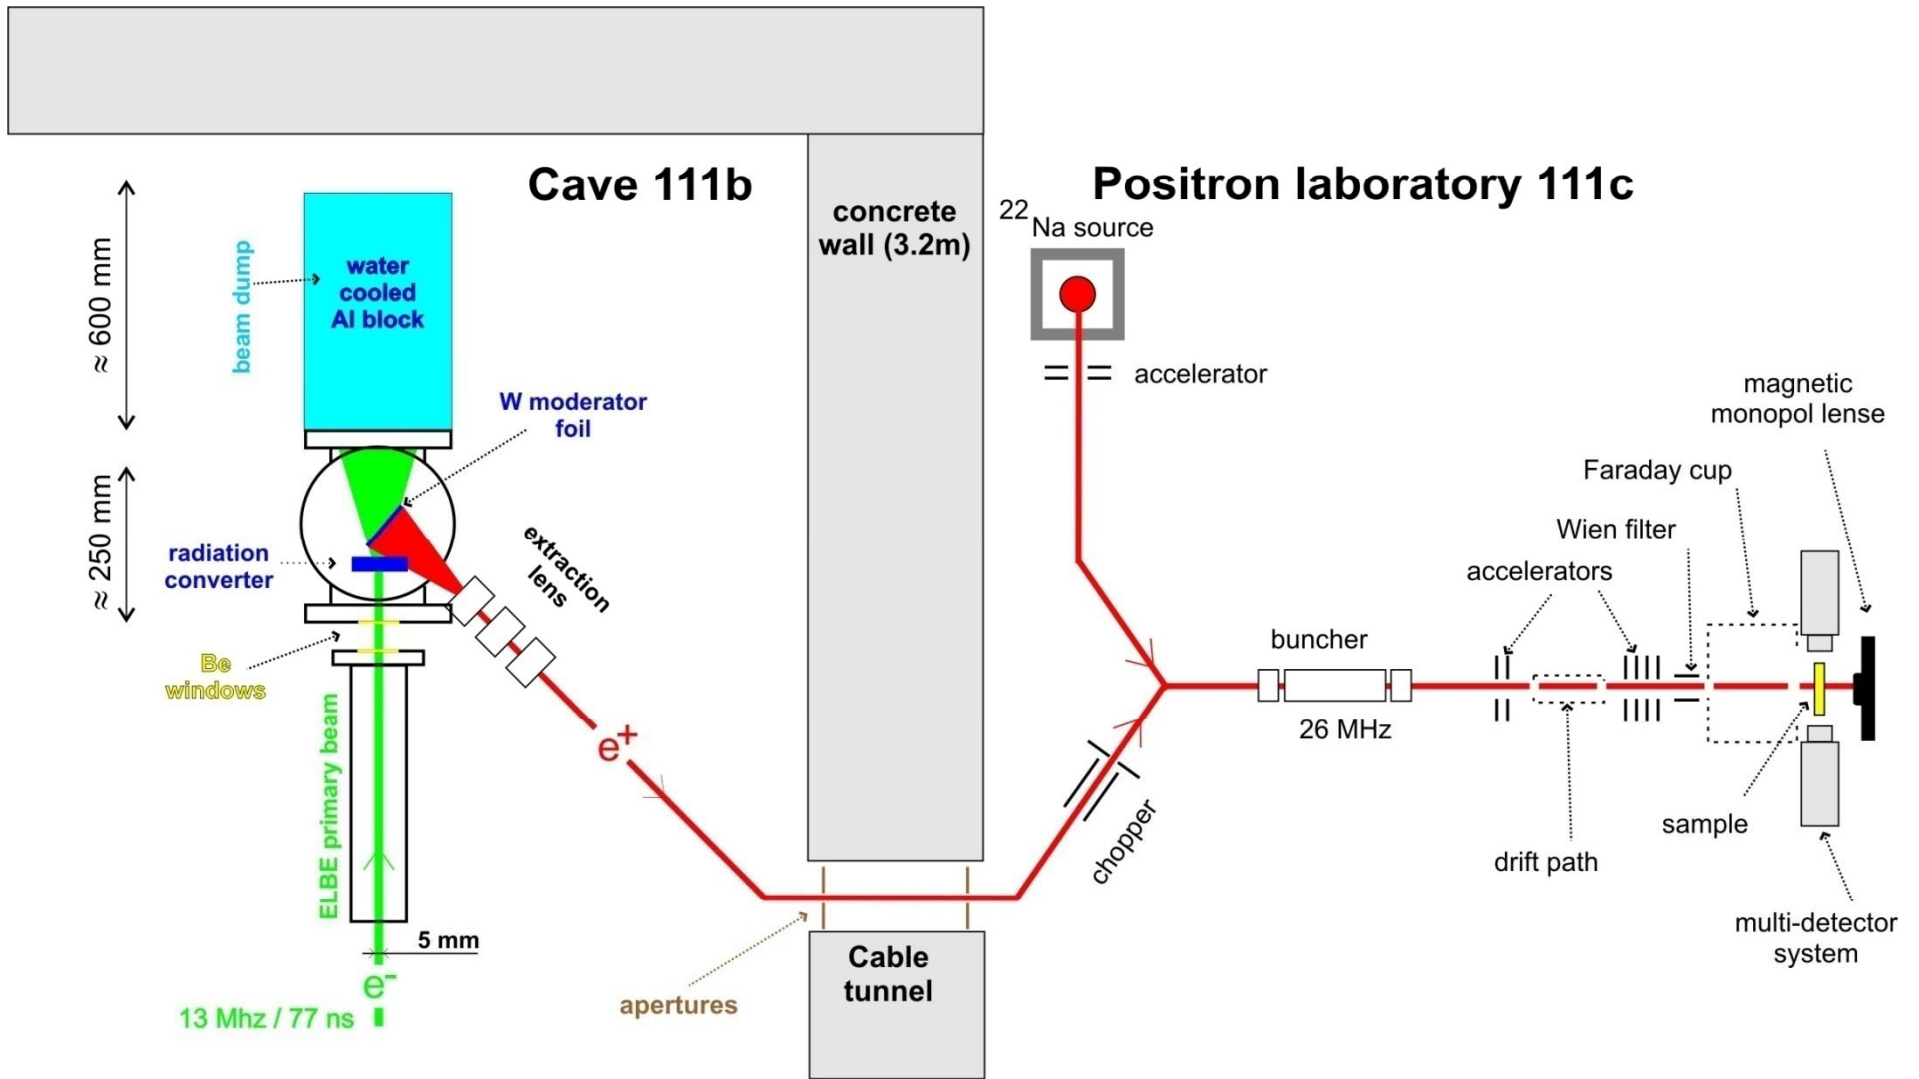 Cave 111b
Positron laboratory 111c
concrete
wall (3.2m)
22
Na source
accelerator
≈ 600 mm
beam dump
water
cooled
Al block
W moderator
foil
≈ 250 mm
radiation
converter
extraction
lens
Be
windows
ELBE primary beam
5 mm
e-
13 Mhz / 77 ns
e+
apertures
Cable
tunnel
chopper
buncher
26 MHz
accelerators
Wien filter
Faraday cup
magnetic
monopol lense
drift path
sample
multi-detector
system